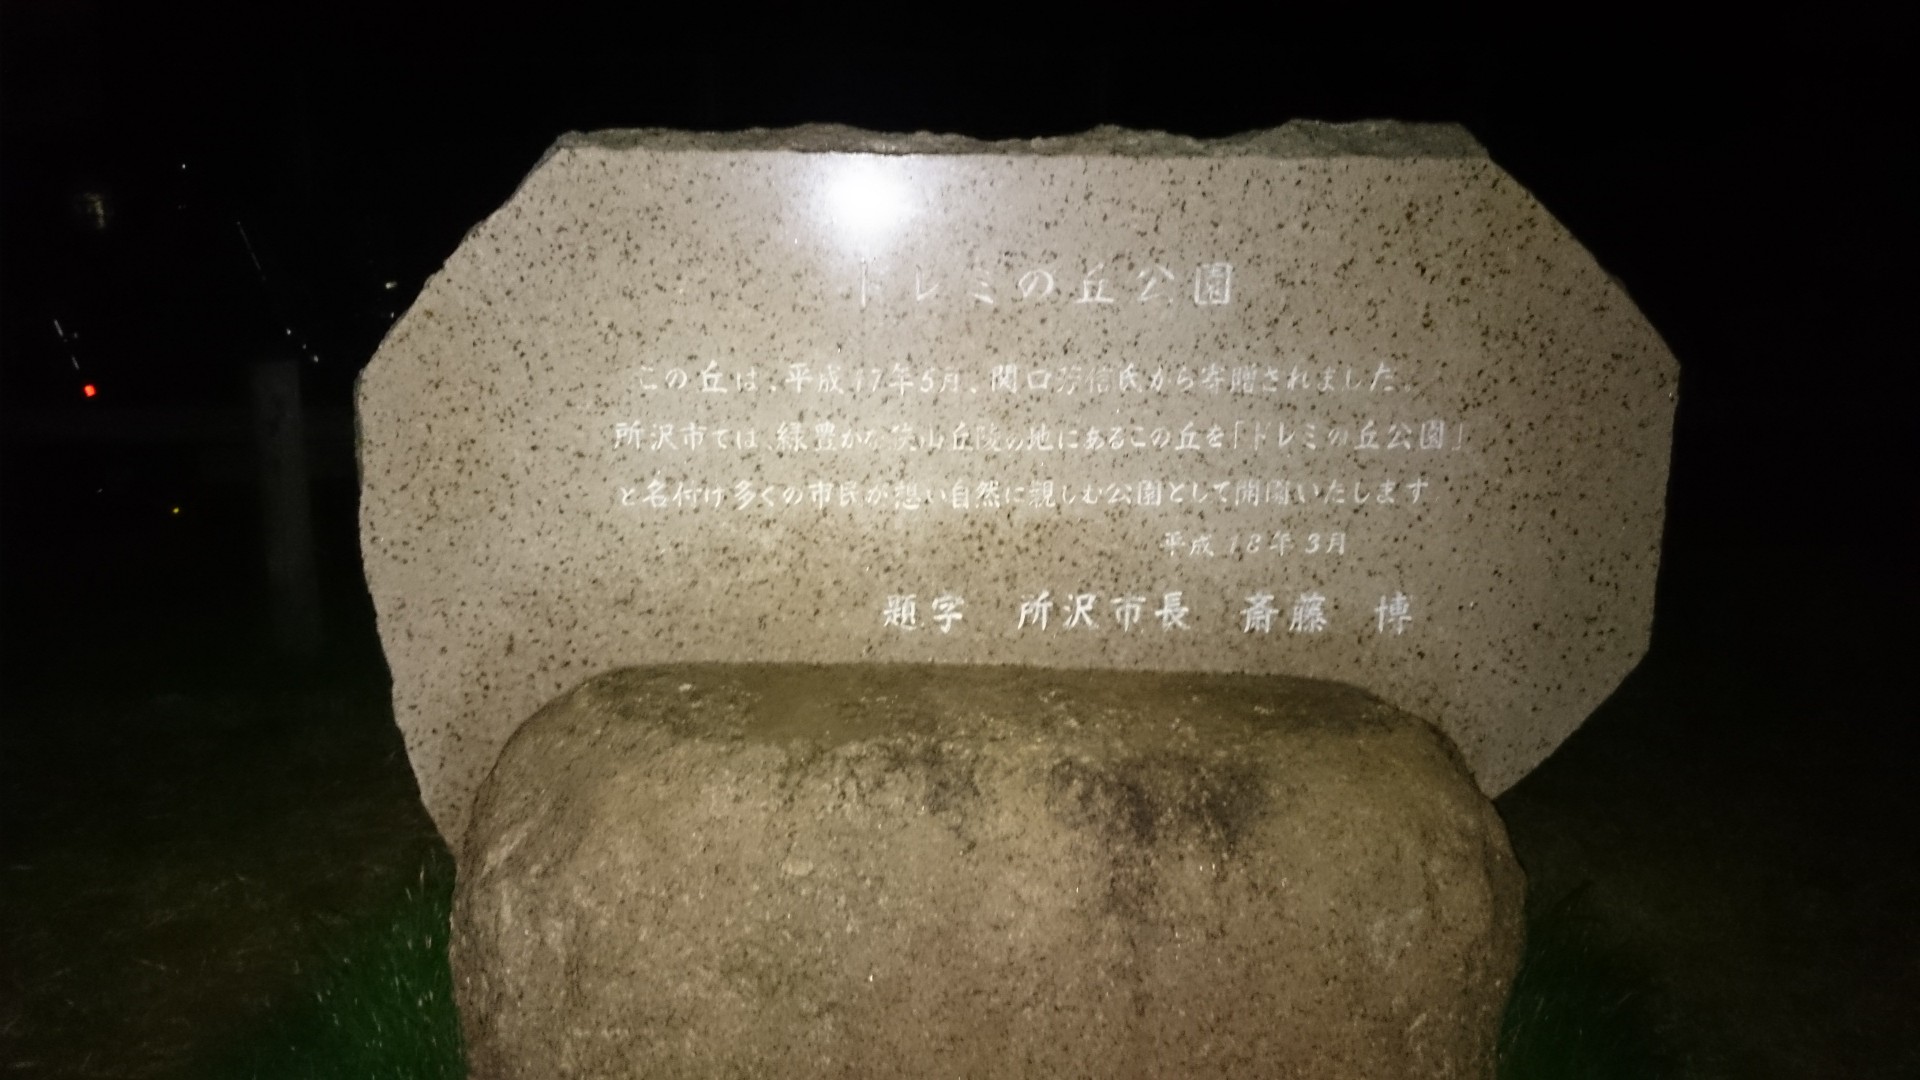 ドレミの丘公園
この丘は、平成17年5月、関口芳信氏から寄贈されました。
所沢市では、緑豊かな狭山丘陵の地にあるこの丘を「ドレミの丘公園」
と名付け多くの市民が憩い自然に親しむ公園として開園いたします
平成18年3月
題字 所沢市長 斎藤 博